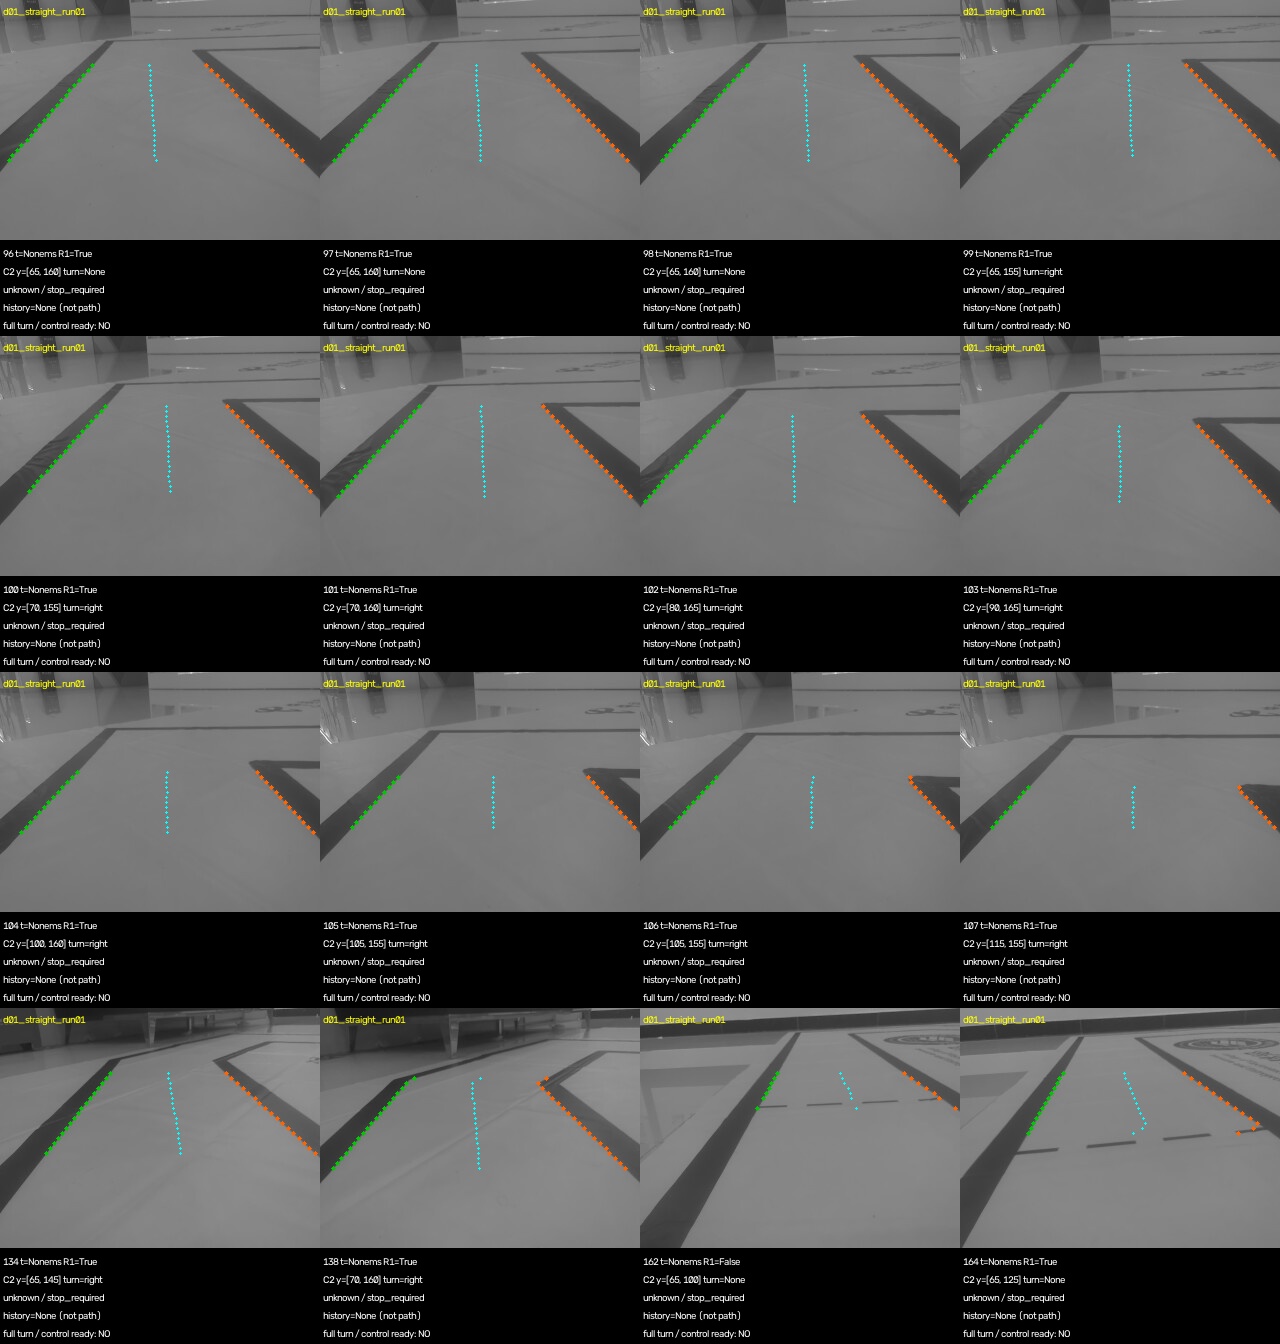 d01_straight_run01
d01_straight_run01
d01_straight_run01
d01_straight_run01
96 t=Nonems R1=True
C2 y=[65, 160] turn=None
unknown / stop_required
history=None (not path)
full turn / control ready: NO
97 t=Nonems R1=True
C2 y=[65, 160] turn=None
unknown / stop_required
history=None (not path)
full turn / control ready: NO
98 t=Nonems R1=True
C2 y=[65, 160] turn=None
unknown / stop_required
history=None (not path)
full turn / control ready: NO
99 t=Nonems R1=True
C2 y=[65, 155] turn=right
unknown / stop_required
history=None (not path)
full turn / control ready: NO
d01_straight_run01
d01_straight_run01
d01_straight_run01
d01_straight_run01
100 t=Nonems R1=True
C2 y=[70, 155] turn=right
unknown / stop_required
history=None (not path)
full turn / control ready: NO
101 t=Nonems R1=True
C2 y=[70, 160] turn=right
unknown / stop_required
history=None (not path)
full turn / control ready: NO
102 t=Nonems R1=True
C2 y=[80, 165] turn=right
unknown / stop_required
history=None (not path)
full turn / control ready: NO
103 t=Nonems R1=True
C2 y=[90, 165] turn=right
unknown / stop_required
history=None (not path)
full turn / control ready: NO
d01_straight_run01
d01_straight_run01
d01_straight_run01
d01_straight_run01
104 t=Nonems R1=True
C2 y=[100, 160] turn=right
unknown / stop_required
history=None (not path)
full turn / control ready: NO
105 t=Nonems R1=True
C2 y=[105, 155] turn=right
unknown / stop_required
history=None (not path)
full turn / control ready: NO
106 t=Nonems R1=True
C2 y=[105, 155] turn=right
unknown / stop_required
history=None (not path)
full turn / control ready: NO
107 t=Nonems R1=True
C2 y=[115, 155] turn=right
unknown / stop_required
history=None (not path)
full turn / control ready: NO
d01_straight_run01
d01_straight_run01
d01_straight_run01
d01_straight_run01
134 t=Nonems R1=True
C2 y=[65, 145] turn=right
unknown / stop_required
history=None (not path)
full turn / control ready: NO
138 t=Nonems R1=True
C2 y=[70, 160] turn=right
unknown / stop_required
history=None (not path)
full turn / control ready: NO
162 t=Nonems R1=False
C2 y=[65, 100] turn=None
unknown / stop_required
history=None (not path)
full turn / control ready: NO
164 t=Nonems R1=True
C2 y=[65, 125] turn=None
unknown / stop_required
history=None (not path)
full turn / control ready: NO